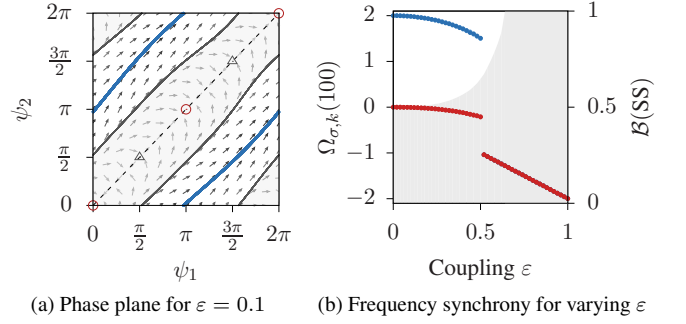 2π
3π/2
π
π/2
0
ψ₂
0 π/2 π 3π/2 2π
ψ₁
(a) Phase plane for ε = 0.1
2
1
0
−1
−2
Ω_{σ,k}(100)
1
0.5
0
𝓑(SS)
0 0.5 1
Coupling ε
(b) Frequency synchrony for varying ε